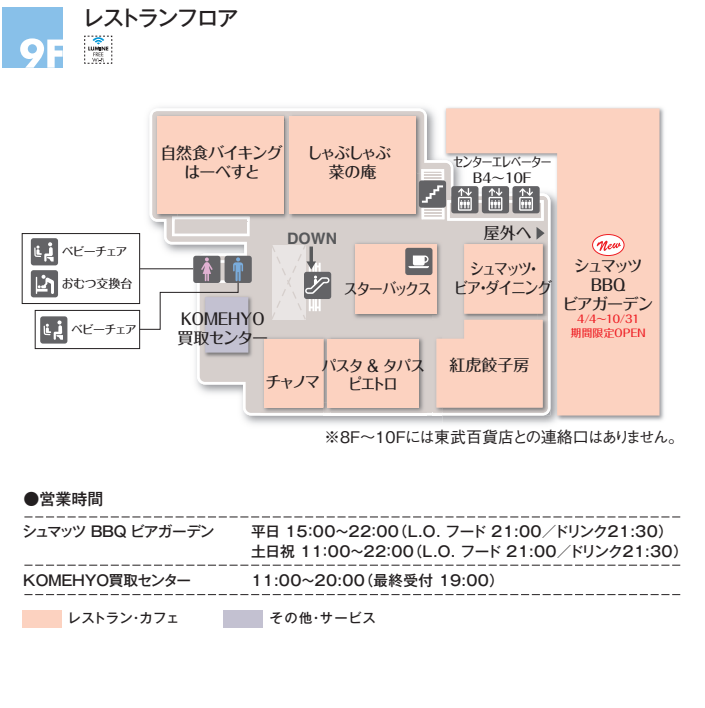 9F
レストランフロア
LUMINE
FREE
Wi-Fi
自然食バイキング
はーべすと
しゃぶしゃぶ
菜の庵
センターエレベーター
B4～10F
屋外へ▶
New
シュマッツ
BBQ
ビアガーデン
4/4～10/31
期間限定OPEN
ベビーチェア
おむつ交換台
ベビーチェア
DOWN
スターバックス
シュマッツ・
ビア・ダイニング
KOMEHYO
買取センター
チャノマ
パスタ & タパス
ピエトロ
紅虎餃子房
※8F～10Fには東武百貨店との連絡口はありません。
●営業時間
シュマッツ BBQ ビアガーデン 平日 15:00～22:00（L.O. フード 21:00／ドリンク21:30）
土日祝 11:00～22:00（L.O. フード 21:00／ドリンク21:30）
KOMEHYO買取センター 11:00～20:00（最終受付 19:00）
レストラン・カフェ その他・サービス